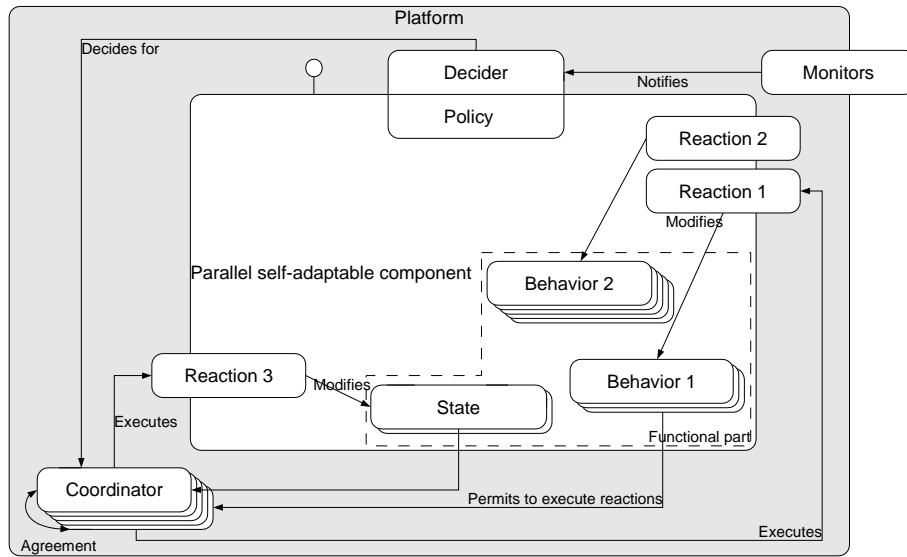 Platform
Decides for
Decider
Monitors
Notifies
Policy
Reaction 2
Reaction 1
Modifies
Parallel self-adaptable component
Behavior 2
Reaction 3
Modifies
Behavior 1
State
Executes
Functional part
Coordinator
Permits to execute reactions
Executes
Agreement